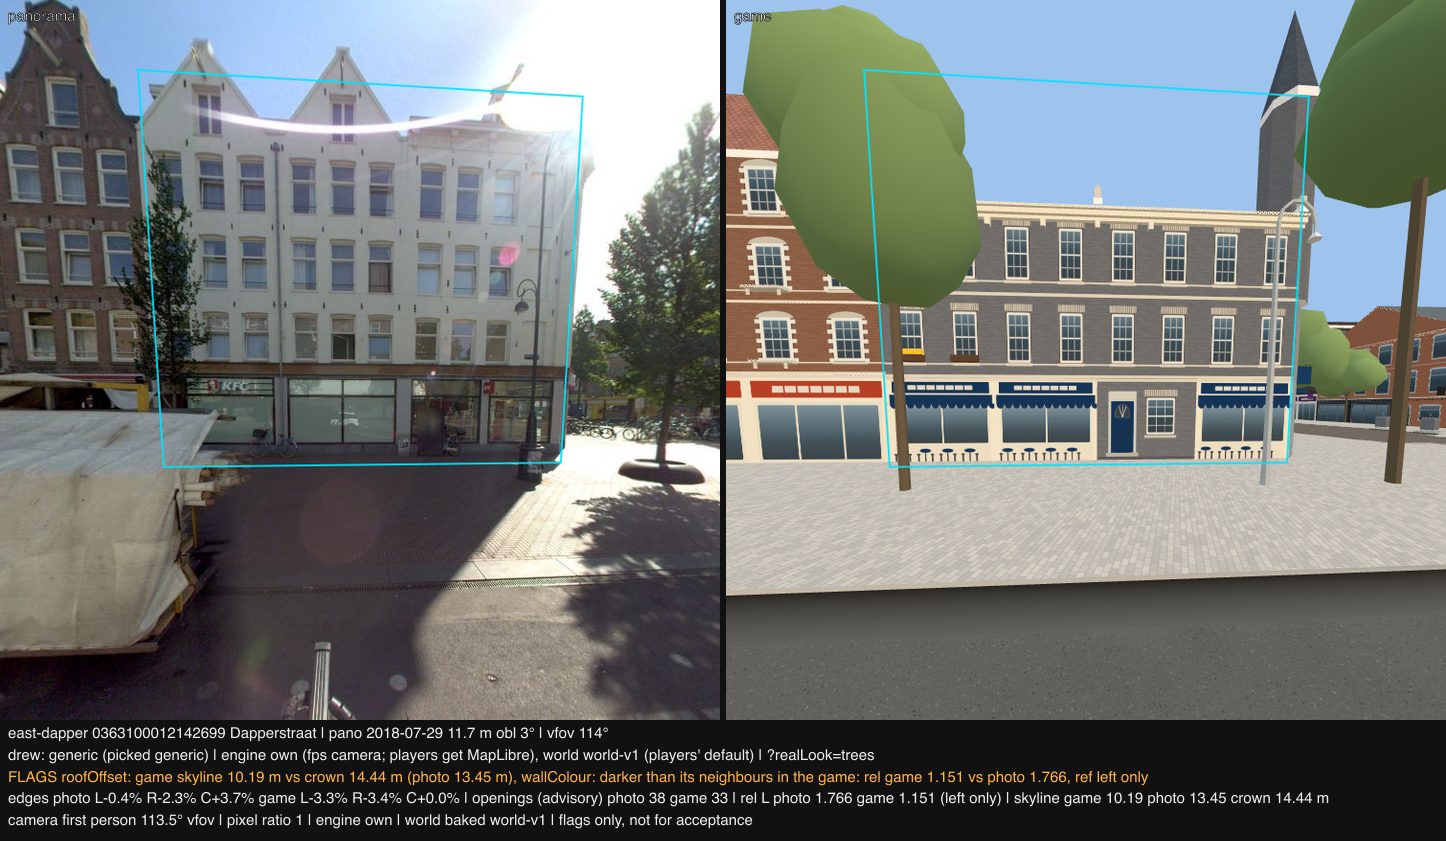 panorama
game
KFC
east-dapper 0363100012142699 Dapperstraat | pano 2018-07-29 11.7 m obl 3° | vfov 114°
drew: generic (picked generic) | engine own (fps camera; players get MapLibre), world world-v1 (players' default) | ?realLook=trees
FLAGS roofOffset: game skyline 10.19 m vs crown 14.44 m (photo 13.45 m), wallColour: darker than its neighbours in the game: rel game 1.151 vs photo 1.766, ref left only
edges photo L-0.4% R-2.3% C+3.7% game L-3.3% R-3.4% C+0.0% | openings (advisory) photo 38 game 33 | rel L photo 1.766 game 1.151 (left only) | skyline game 10.19 photo 13.45 crown 14.44 m
camera first person 113.5° vfov | pixel ratio 1 | engine own | world baked world-v1 | flags only, not for acceptance